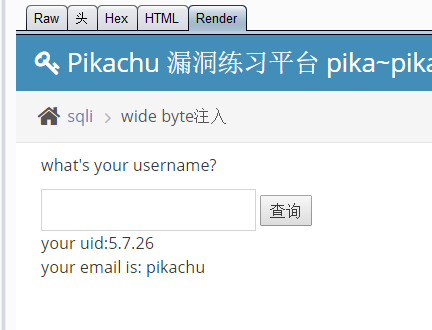 Raw 头 Hex HTML Render
Pikachu 漏洞练习平台 pika~pika
sqli > wide byte注入
what's your username?
查询
your uid:5.7.26
your email is: pikachu